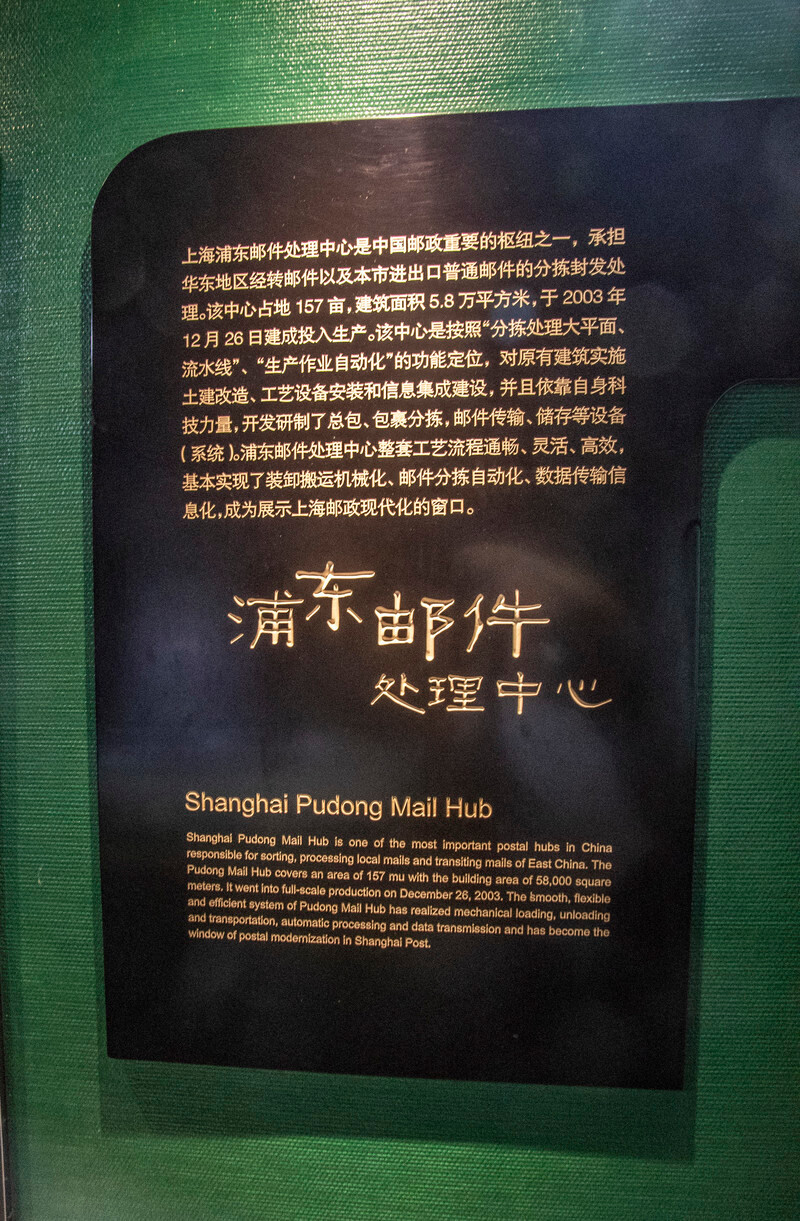 上海浦东邮件处理中心是中国邮政重要的枢纽之一，承担
华东地区经转邮件以及本市进出口普通邮件的分拣封发处
理。该中心占地 157 亩，建筑面积 5.8 万平方米，于 2003 年
12 月 26 日建成投入生产。该中心是按照“分拣处理大平面、
流水线”、“生产作业自动化”的功能定位，对原有建筑实施
土建改造、工艺设备安装和信息集成建设，并且依靠自身科
技力量，开发研制了总包、包裹分拣，邮件传输、储存等设备
（系统）。浦东邮件处理中心整套工艺流程通畅、灵活、高效，
基本实现了装卸搬运机械化、邮件分拣自动化、数据传输信
息化，成为展示上海邮政现代化的窗口。
浦东邮件
处理中心
Shanghai Pudong Mail Hub
Shanghai Pudong Mail Hub is one of the most important postal hubs in China
responsible for sorting, processing local mails and transiting mails of East China. The
Pudong Mail Hub covers an area of 157 mu with the building area of 58,000 square
meters. It went into full-scale production on December 26, 2003. The smooth, flexible
and efficient system of Pudong Mail Hub has realized mechanical loading, unloading
and transportation, automatic processing and data transmission and has become the
window of postal modernization in Shanghai Post.